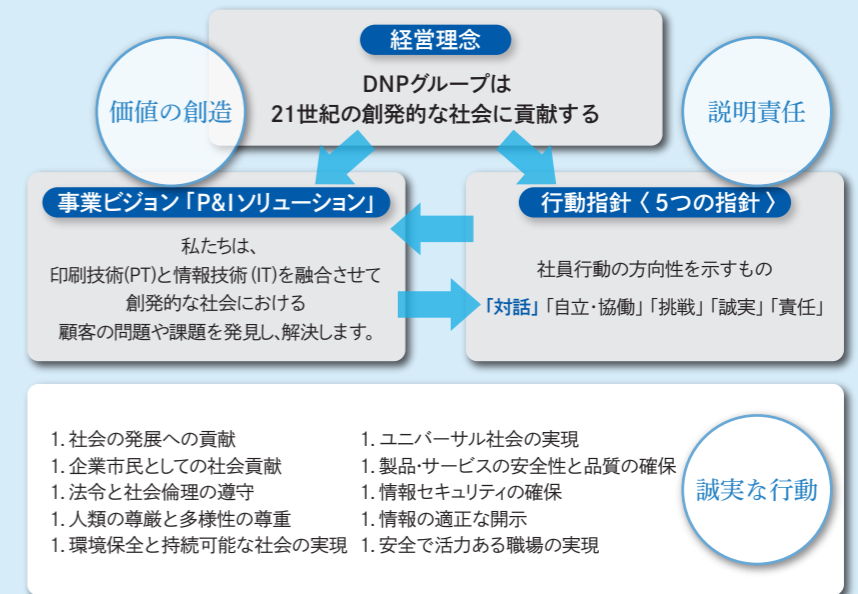 経営理念
DNPグループは
21世紀の創発的な社会に貢献する
価値の創造
説明責任
事業ビジョン「P&Iソリューション」
私たちは、
印刷技術(PT)と情報技術(IT)を融合させて
創発的な社会における
顧客の問題や課題を発見し、解決します。
行動指針〈5つの指針〉
社員行動の方向性を示すもの
「対話」「自立・協働」「挑戦」「誠実」「責任」
1. 社会の発展への貢献
1. 企業市民としての社会貢献
1. 法令と社会倫理の遵守
1. 人類の尊厳と多様性の尊重
1. 環境保全と持続可能な社会の実現
1. ユニバーサル社会の実現
1. 製品・サービスの安全性と品質の確保
1. 情報セキュリティの確保
1. 情報の適正な開示
1. 安全で活力ある職場の実現
誠実な行動